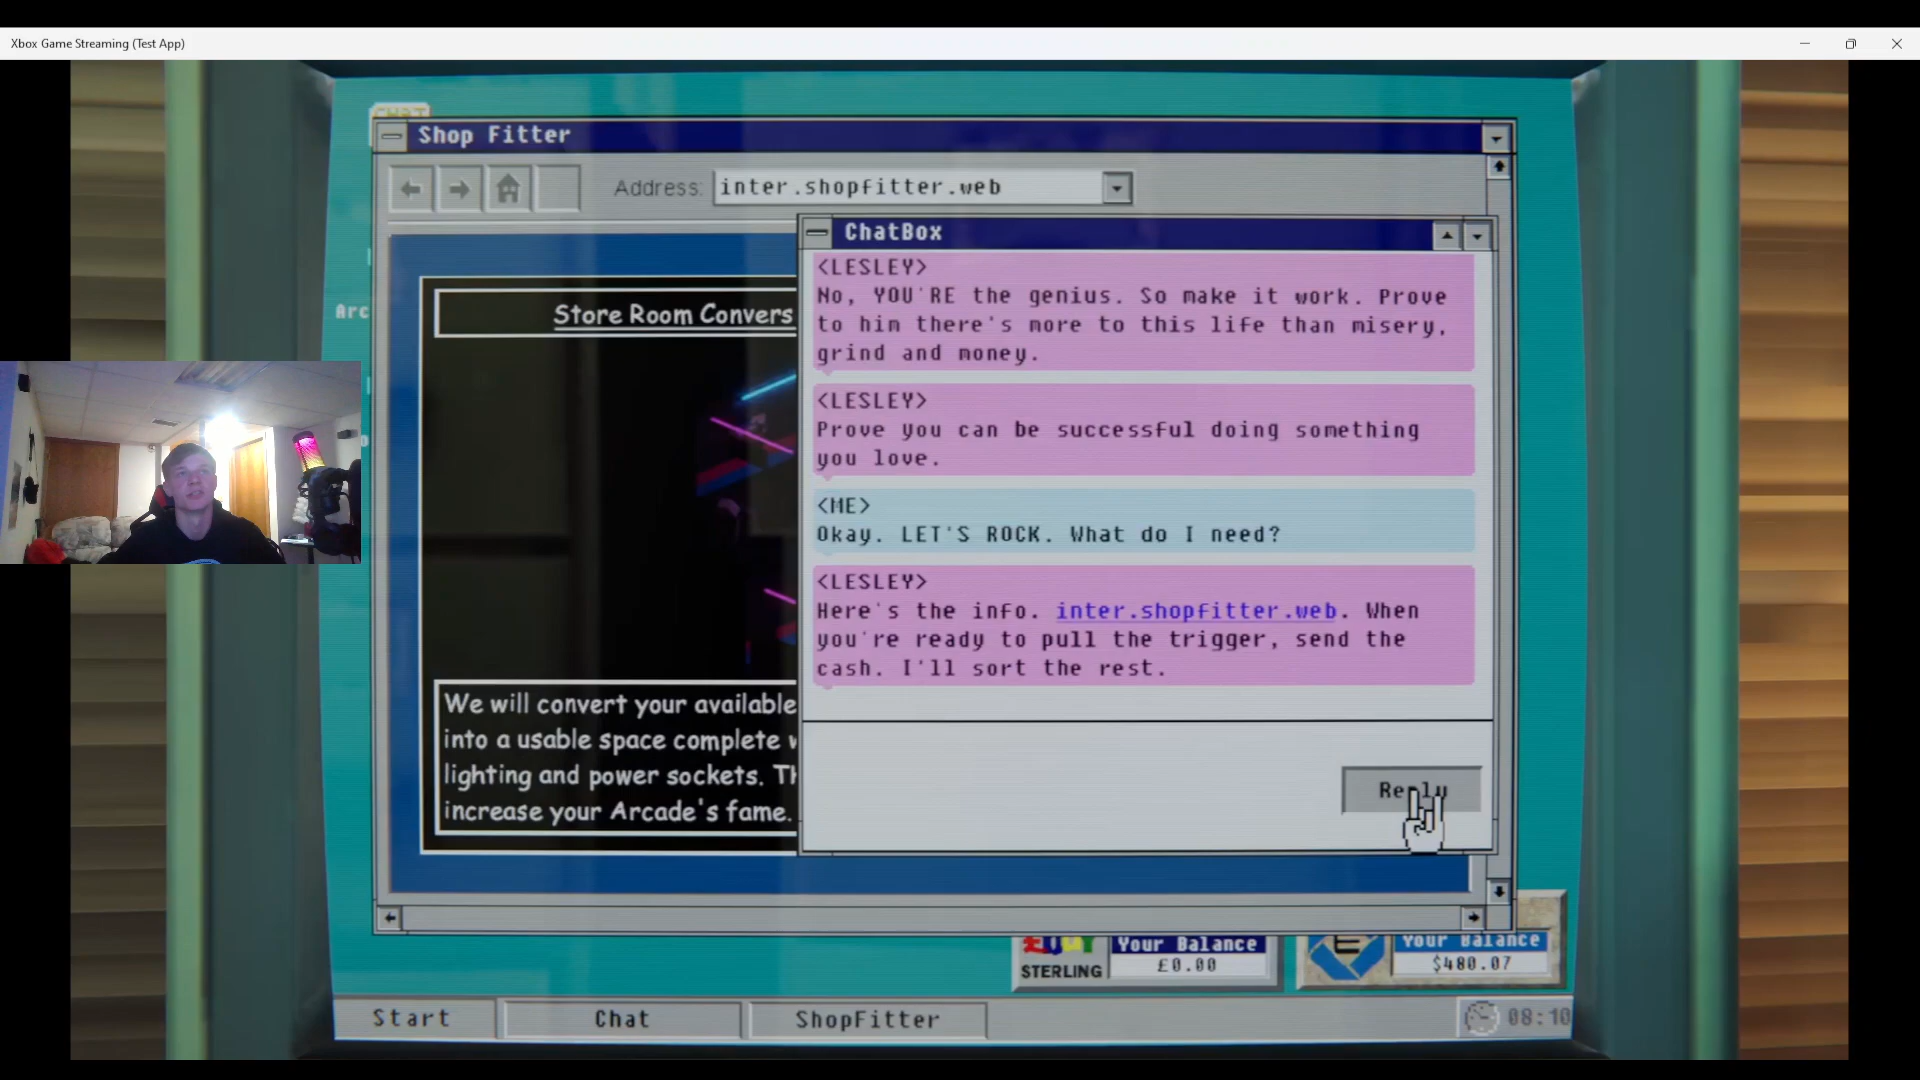 Xbox Game Streaming (Test App)
CHAT
Shop Fitter
Address: inter.shopfitter.web
ChatBox
Arc
Store Room Convers
<LESLEY>
No, YOU'RE the genius. So make it work. Prove
to him there's more to this life than misery,
grind and money.
<LESLEY>
Prove you can be successful doing something
you love.
<ME>
Okay. LET'S ROCK. What do I need?
<LESLEY>
Here's the info. inter.shopfitter.web. When
you're ready to pull the trigger, send the
cash. I'll sort the rest.
Reply
We will convert your available
into a usable space complete
lighting and power sockets. Th
increase your Arcade's fame.
STERLING
Your Balance
£0.00
Your Balance
$480.07
Start
Chat
ShopFitter
08:10